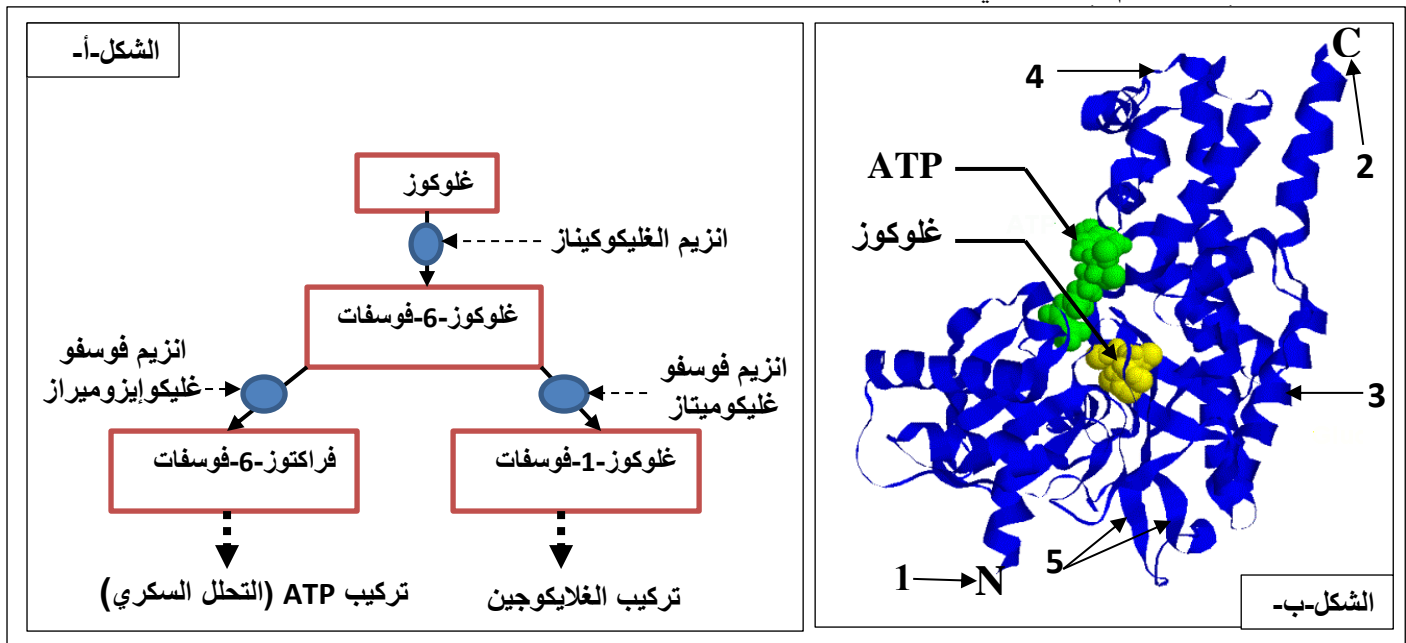 الشكل-أ-
غلوكوز
انزيم الغليكوكيناز
غلوكوز-6-فوسفات
انزيم فوسفو
غليكوإيزوميراز
انزيم فوسفو
غليكوميتاز
فراكتوز-6-فوسفات
غلوكوز-1-فوسفات
تركيب ATP (التحلل السكري)
تركيب الغلايكوجين
C
4
2
ATP
غلوكوز
3
5
1
N
الشكل-ب-